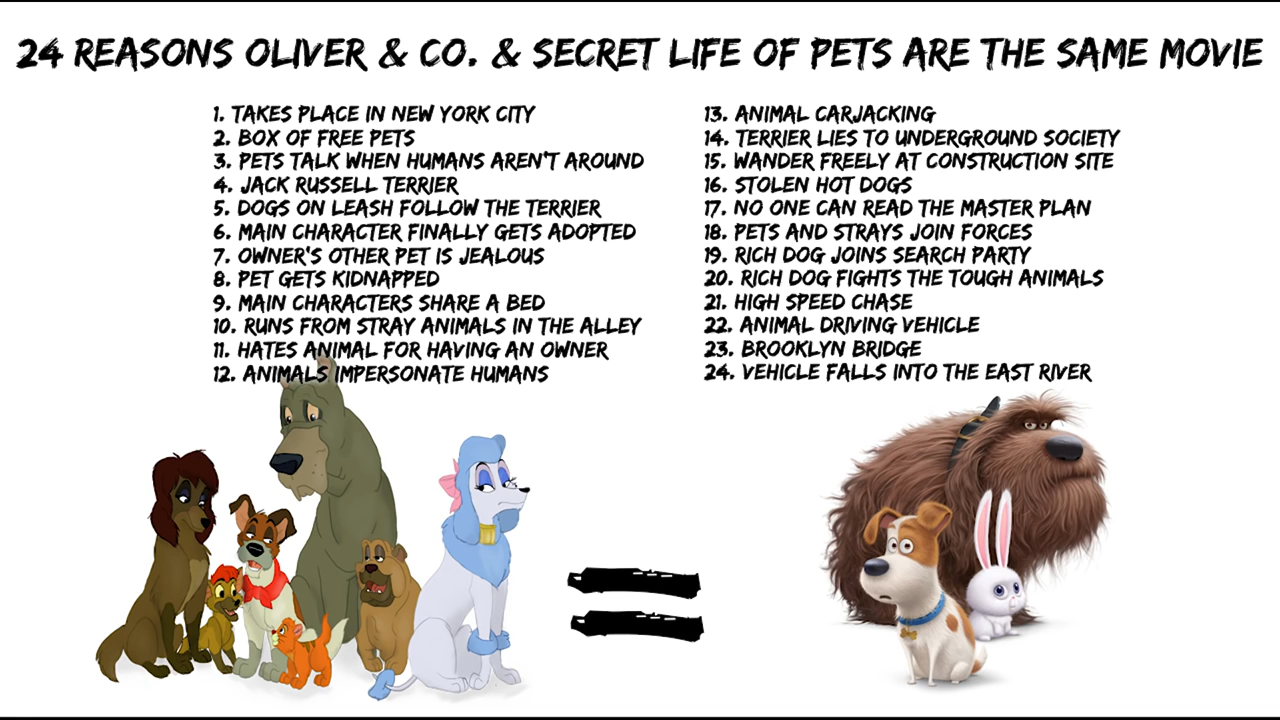 24 REASONS OLIVER & CO. & SECRET LIFE OF PETS ARE THE SAME MOVIE
1. TAKES PLACE IN NEW YORK CITY
2. BOX OF FREE PETS
3. PETS TALK WHEN HUMANS AREN'T AROUND
4. JACK RUSSELL TERRIER
5. DOGS ON LEASH FOLLOW THE TERRIER
6. MAIN CHARACTER FINALLY GETS ADOPTED
7. OWNER'S OTHER PET IS JEALOUS
8. PET GETS KIDNAPPED
9. MAIN CHARACTERS SHARE A BED
10. RUNS FROM STRAY ANIMALS IN THE ALLEY
11. HATES ANIMAL FOR HAVING AN OWNER
12. ANIMALS IMPERSONATE HUMANS
13. ANIMAL CARJACKING
14. TERRIER LIES TO UNDERGROUND SOCIETY
15. WANDER FREELY AT CONSTRUCTION SITE
16. STOLEN HOT DOGS
17. NO ONE CAN READ THE MASTER PLAN
18. PETS AND STRAYS JOIN FORCES
19. RICH DOG JOINS SEARCH PARTY
20. RICH DOG FIGHTS THE TOUGH ANIMALS
21. HIGH SPEED CHASE
22. ANIMAL DRIVING VEHICLE
23. BROOKLYN BRIDGE
24. VEHICLE FALLS INTO THE EAST RIVER